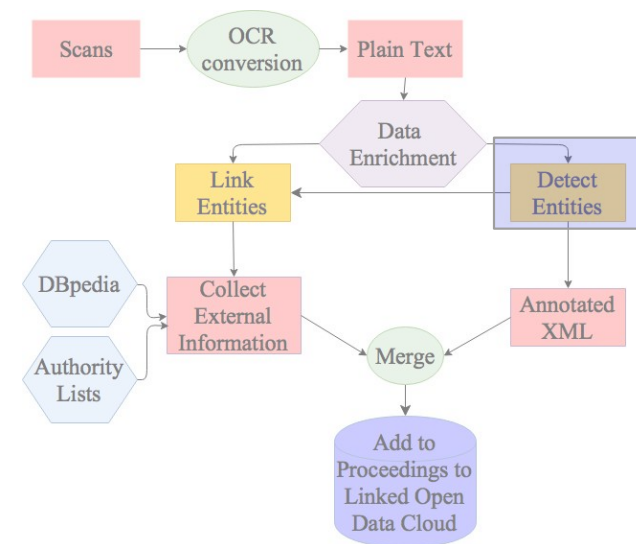 Scans
OCR
conversion
Plain Text
Data
Enrichment
Link
Entities
Detect
Entities
DBpedia
Collect
External
Information
Annotated
XML
Authority
Lists
Merge
Add to
Proceedings to
Linked Open
Data Cloud